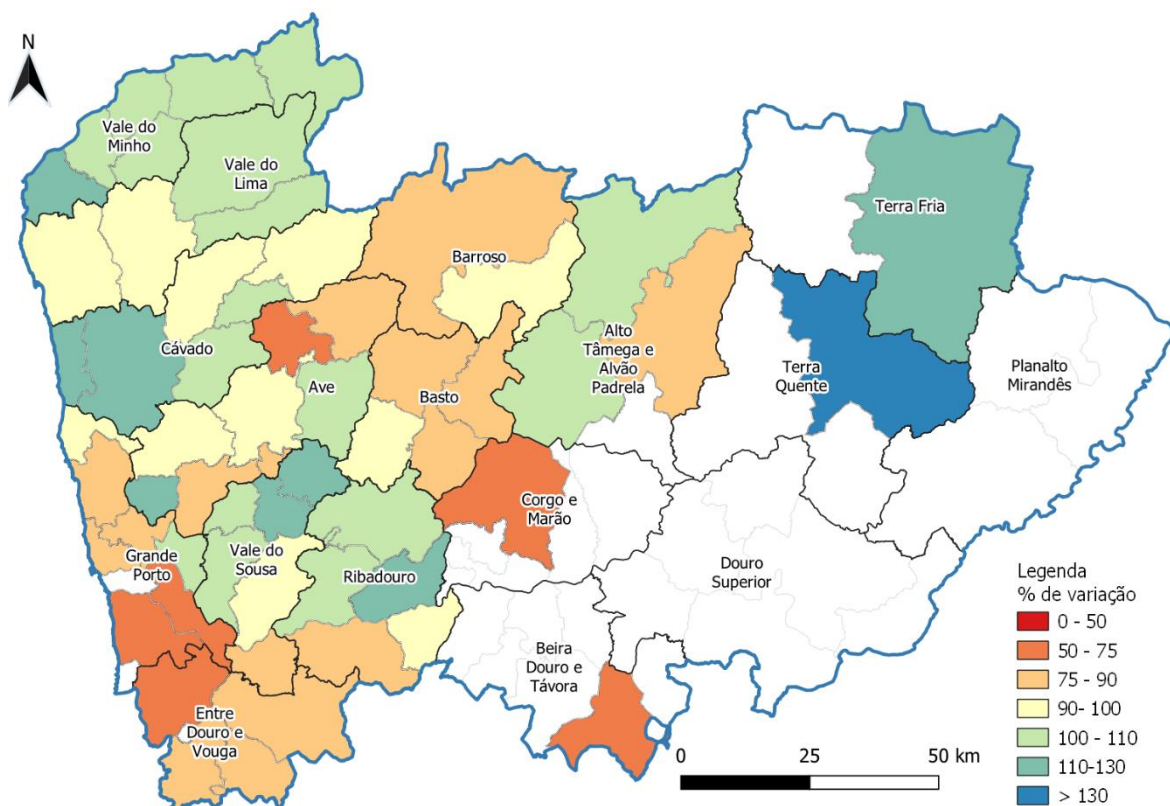 N
Vale do
Minho
Vale do
Lima
Terra Fria
Barroso
Cávado
Alto
Tâmega e
Alvão
Padrela
Terra
Quente
Planalto
Mirandês
Ave
Basto
Corgo e
Marão
Grande
Porto
Vale do
Sousa
Ribadouro
Douro
Superior
Beira
Douro e
Távora
Entre
Douro e
Vouga
Legenda
% de variação
0 - 50
50 - 75
75 - 90
90- 100
100 - 110
110-130
> 130
0
25
50 km